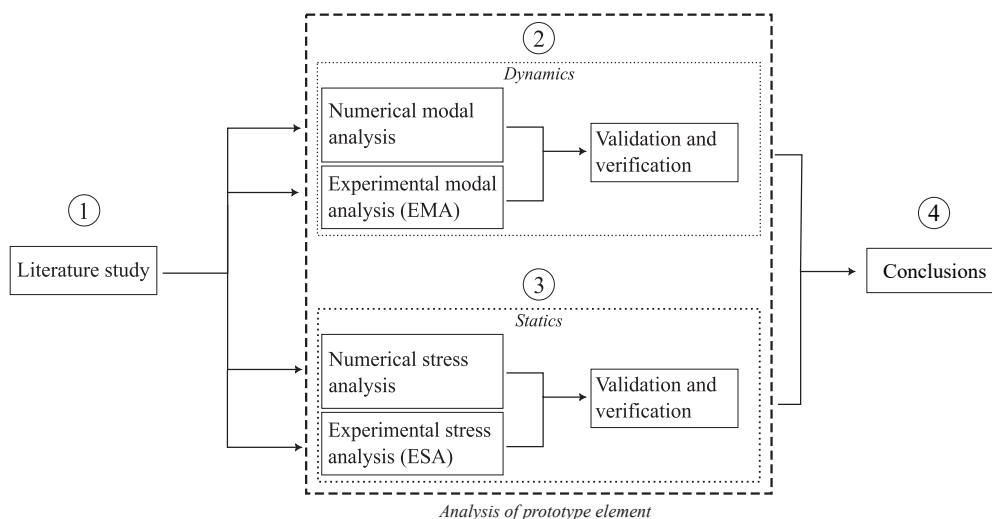 1
Literature study
2
Dynamics
Numerical modal
analysis
Experimental modal
analysis (EMA)
Validation and
verification
3
Statics
Numerical stress
analysis
Experimental stress
analysis (ESA)
Validation and
verification
Analysis of prototype element
4
Conclusions